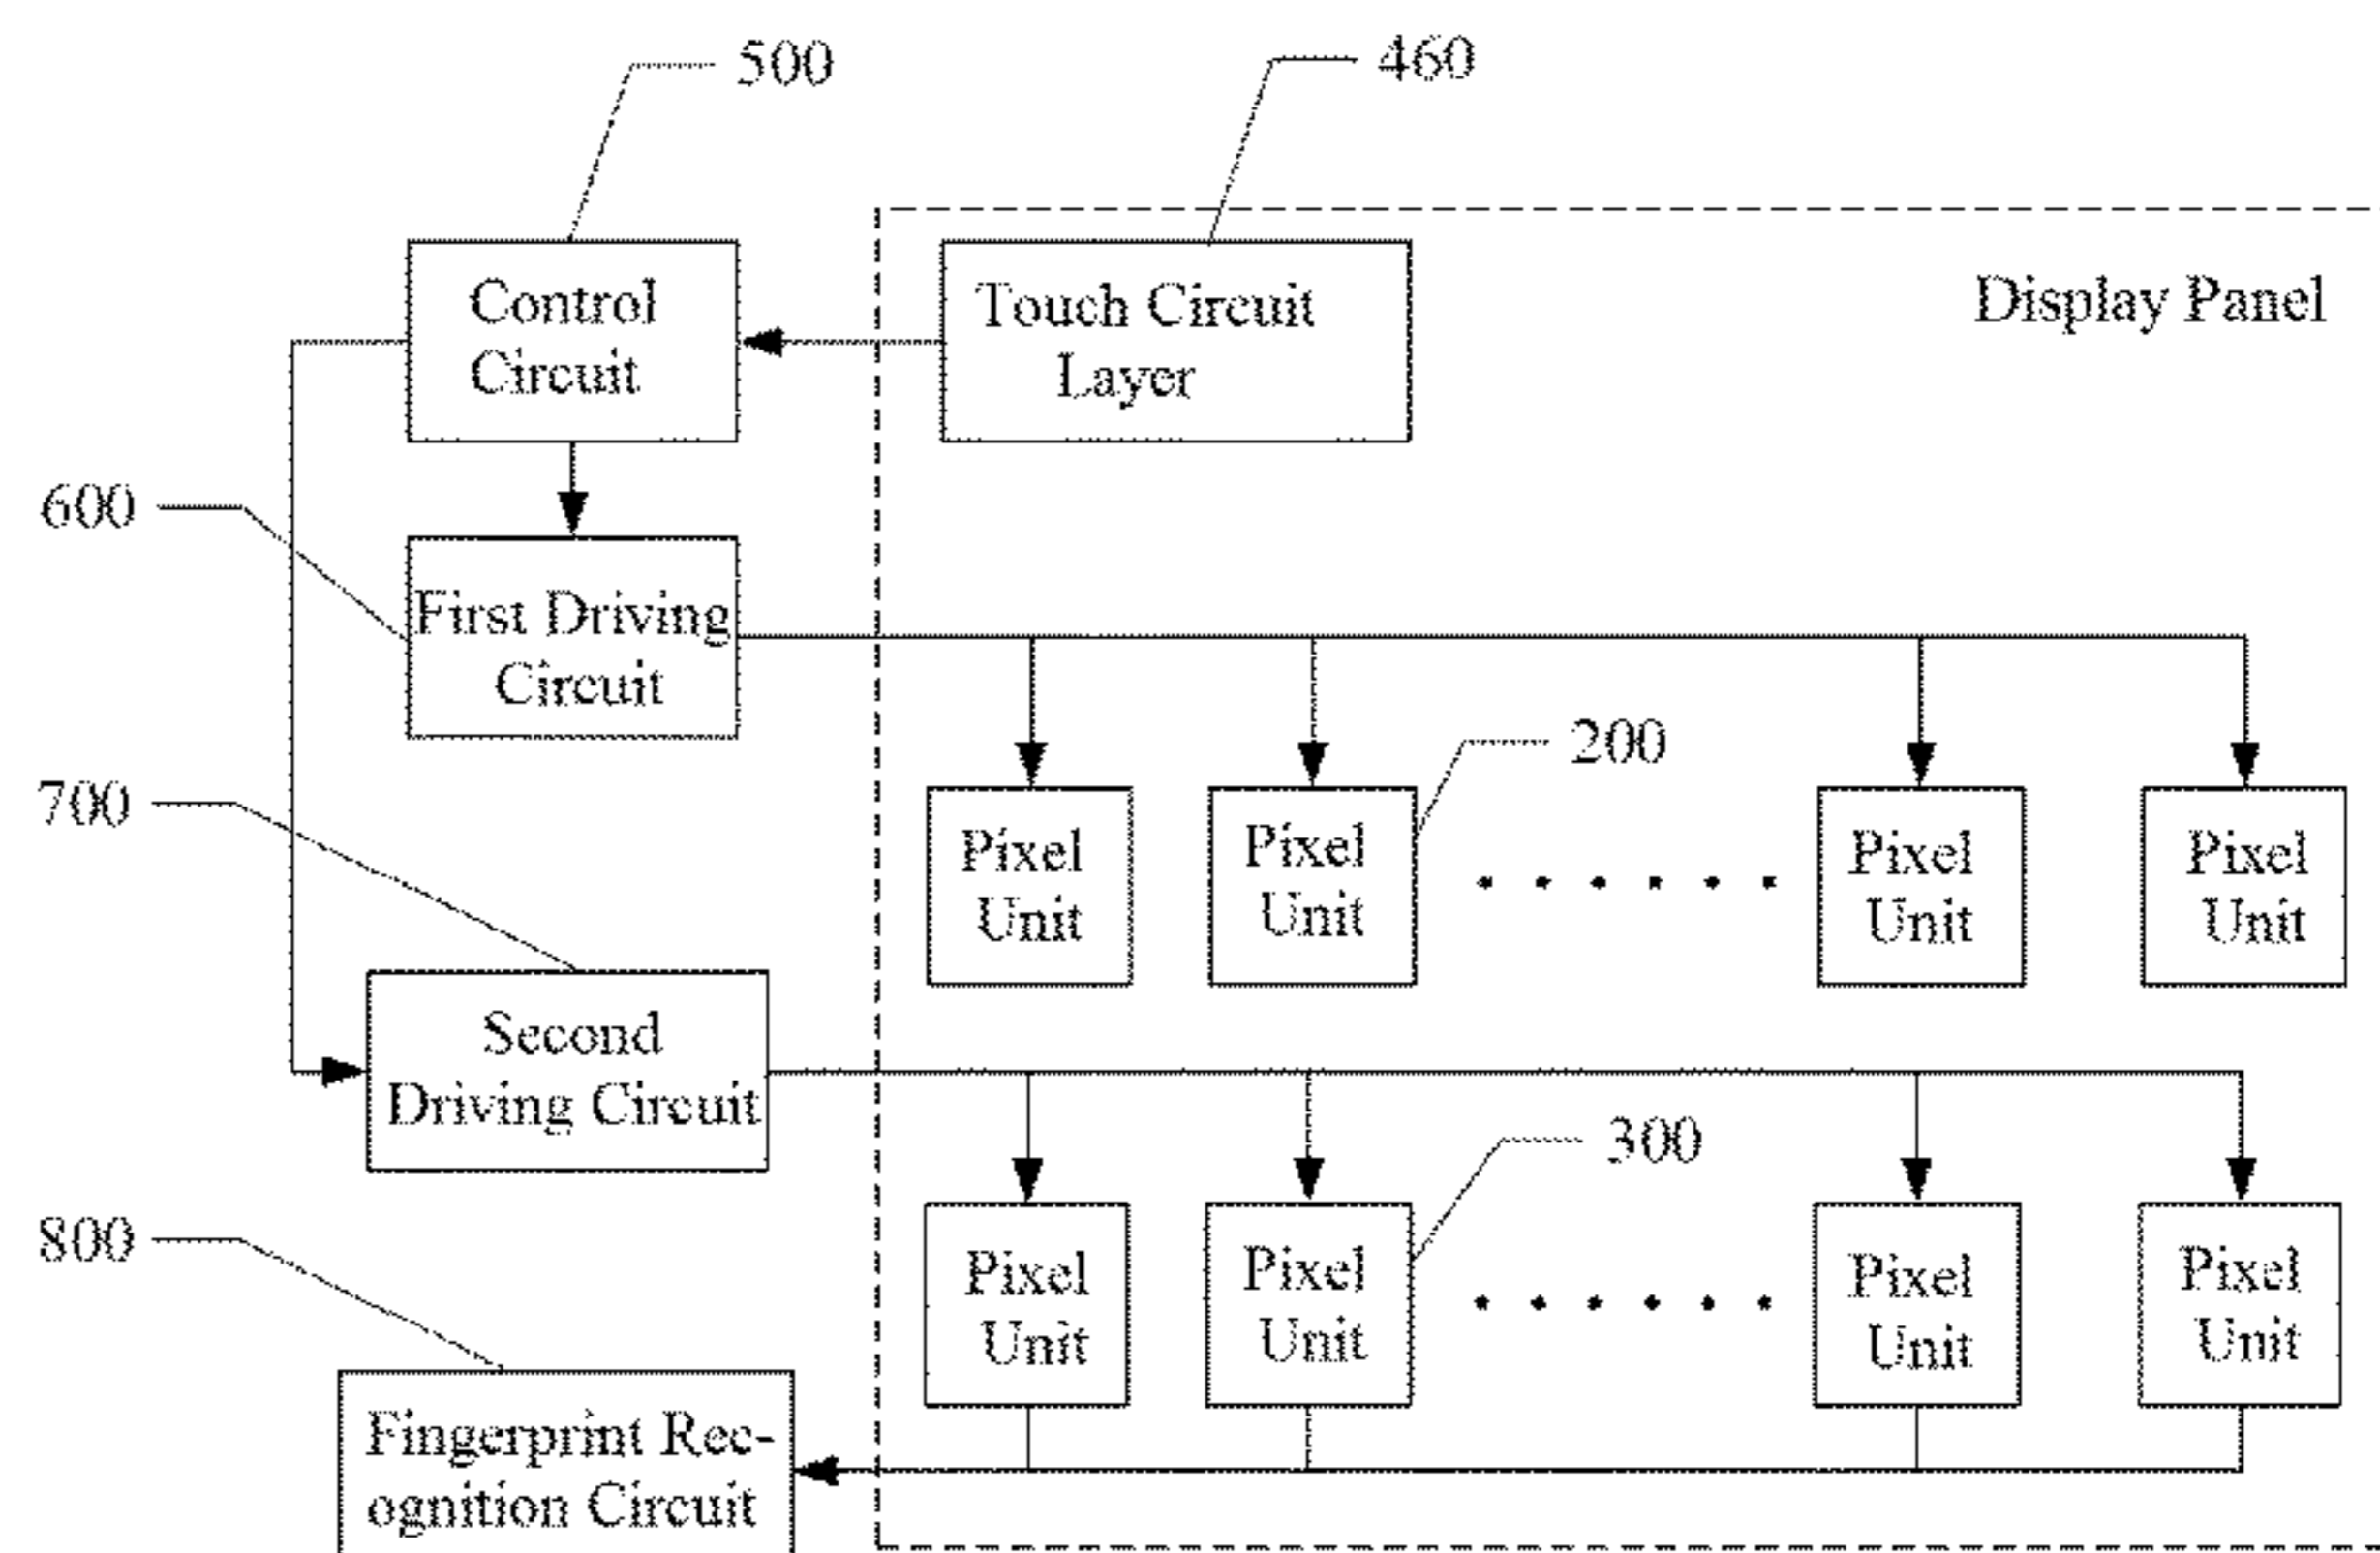 500
460
Control
Circuit
Touch Circuit
Layer
Display Panel
600
First Driving
Circuit
700
200
Pixel
Unit
Pixel
Unit
Pixel
Unit
Pixel
Unit
Second
Driving Circuit
300
800
Pixel
Unit
Pixel
Unit
Pixel
Unit
Pixel
Unit
Fingerprint Rec-
ognition Circuit